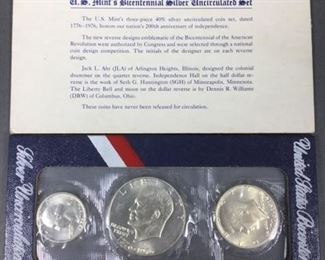 U.S. Mint's Bicentennial Silver Uncirculated Set
The U.S. Mint's three-piece 40% silver uncirculated coin set, dated
1776-1976, honors our nation's 200th anniversary of independence.
The new reverse designs emblematic of the Bicentennial of the American
Revolution were authorized by Congress and were selected through a national
coin design competition. The initials of the designer are on each reverse
design.
Jack L. Ahr (JLA) of Arlington Heights, Illinois, designed the colonial
drummer on the quarter reverse. Independence Hall on the half dollar
reverse is the work of Seth G. Huntington (SGH) of Minneapolis, Minnesota.
The Liberty Bell and moon on the dollar reverse is by Dennis R. Williams
(DRW) of Columbus, Ohio.
These coins have never been released for circulation.
Silver Uncirculated
United States Bicentennial
LIBERTY